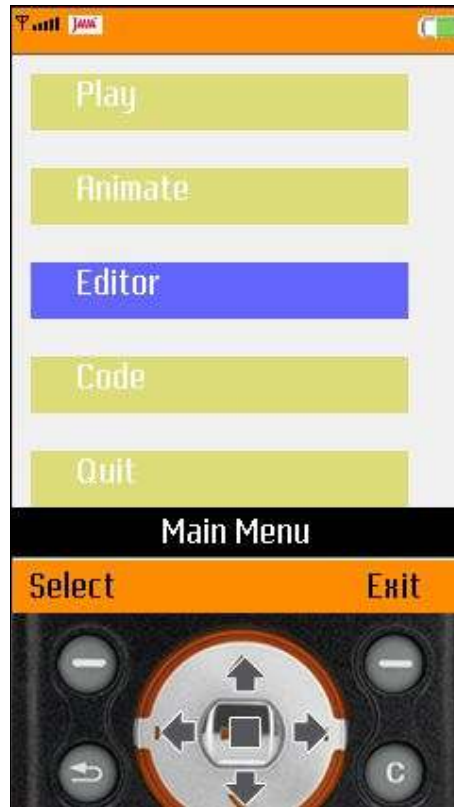 JAVA
Play
Animate
Editor
Code
Quit
Main Menu
Select Exit
C